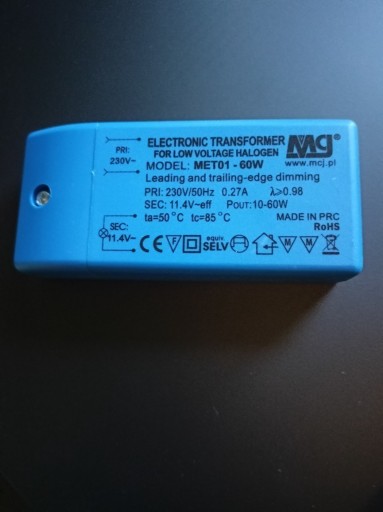 PRI:
230V~
ELECTRONIC TRANSFORMER
FOR LOW VOLTAGE HALOGEN
MCJ®
www.mcj.pl
MODEL: MET01 - 60W
Leading and trailing-edge dimming
PRI: 230V/50Hz 0.27A λ≥0.98
SEC: 11.4V~eff POUT:10-60W
ta=50°C tc=85°C
MADE IN PRC
RoHS
SEC:
11.4V~
CE F equiv. SELV M M